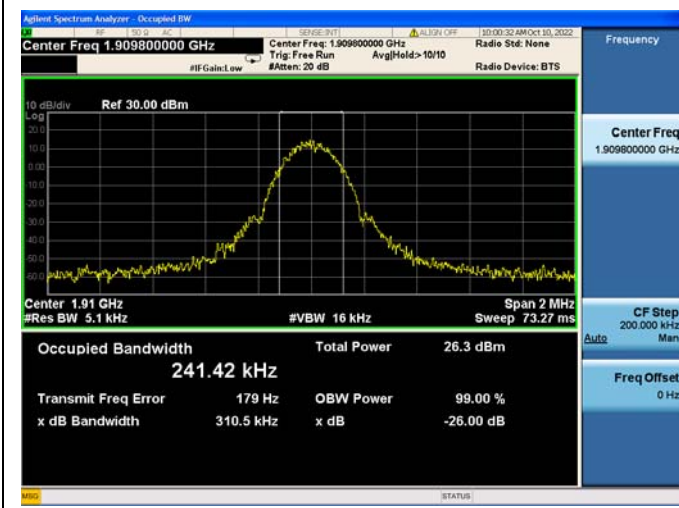 Agilent Spectrum Analyzer - Occupied BW
RF 50 Ω AC SENSE:INT ALIGN OFF 10:00:32 AM Oct 10, 2022
Center Freq 1.909800000 GHz
Center Freq: 1.909800000 GHz Radio Std: None
Trig: Free Run Avg|Hold:> 10/10
#IFGain:Low #Atten: 20 dB Radio Device: BTS
Frequency
10 dB/div Ref 30.00 dBm
Log
20.0
10.0
0.00
-10.0
-20.0
-30.0
-40.0
-50.0
-60.0
Center 1.91 GHz Span 2 MHz
#Res BW 5.1 kHz #VBW 16 kHz Sweep 73.27 ms
Center Freq
1.909800000 GHz
CF Step
200.000 kHz
Auto Man
Freq Offset
0 Hz
Occupied Bandwidth Total Power 26.3 dBm
241.42 kHz
Transmit Freq Error 179 Hz OBW Power 99.00 %
x dB Bandwidth 310.5 kHz x dB -26.00 dB
MSG STATUS